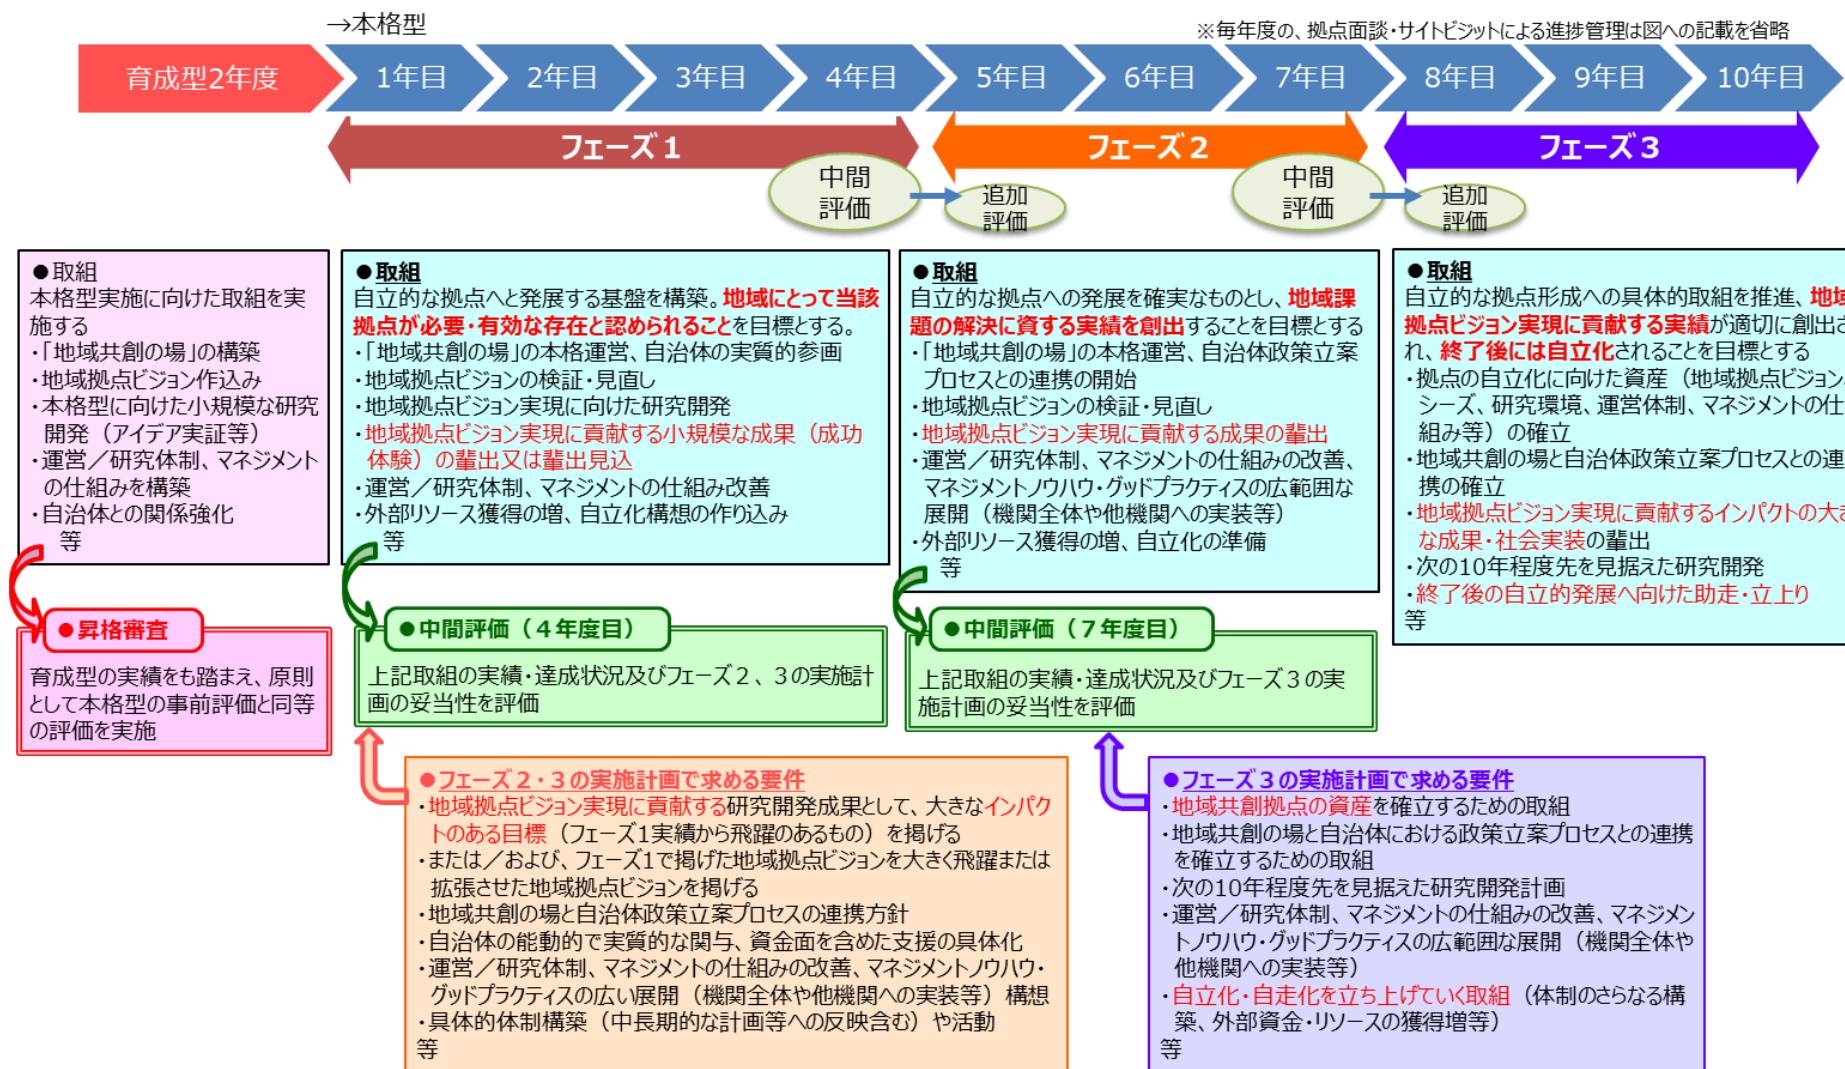 →本格型
※毎年度の、拠点面談・サイトビジットによる進捗管理は図への記載を省略
育成型2年度
1年目
2年目
3年目
4年目
5年目
6年目
7年目
8年目
9年目
10年目
フェーズ１
フェーズ２
フェーズ３
中間
評価
追加
評価
中間
評価
追加
評価
●取組
本格型実施に向けた取組を実
施する
・「地域共創の場」の構築
・地域拠点ビジョン作込み
・本格型に向けた小規模な研究
開発（アイデア実証等）
・運営／研究体制、マネジメント
の仕組みを構築
・自治体との関係強化
等
●取組
自立的な拠点へと発展する基盤を構築。地域にとって当該
拠点が必要・有効な存在と認められることを目標とする。
・「地域共創の場」の本格運営、自治体の実質的参画
・地域拠点ビジョンの検証・見直し
・地域拠点ビジョン実現に向けた研究開発
・地域拠点ビジョン実現に貢献する小規模な成果（成功
体験）の輩出又は輩出見込
・運営／研究体制、マネジメントの仕組み改善
・外部リソース獲得の増、自立化構想の作り込み
等
●取組
自立的な拠点への発展を確実なものとし、地域課
題の解決に資する実績を創出することを目標とする
・「地域共創の場」の本格運営、自治体政策立案
プロセスとの連携の開始
・地域拠点ビジョンの検証・見直し
・地域拠点ビジョン実現に貢献する成果の輩出
・運営／研究体制、マネジメントの仕組みの改善、
マネジメントノウハウ・グッドプラクティスの広範囲な
展開（機関全体や他機関への実装等）
・外部リソース獲得の増、自立化の準備
等
●取組
自立的な拠点形成への具体的取組を推進、地域
拠点ビジョン実現に貢献する実績が適切に創出さ
れ、終了後には自立化されることを目標とする
・拠点の自立化に向けた資産（地域拠点ビジョン、
シーズ、研究環境、運営体制、マネジメントの仕
組み等）の確立
・地域共創の場と自治体政策立案プロセスとの連
携の確立
・地域拠点ビジョン実現に貢献するインパクトの大き
な成果・社会実装の輩出
・次の10年程度先を見据えた研究開発
・終了後の自立的発展へ向けた助走・立上り
等
●昇格審査
育成型の実績をも踏まえ、原則
として本格型の事前評価と同等
の評価を実施
●中間評価（４年度目）
上記取組の実績・達成状況及びフェーズ２、３の実施計
画の妥当性を評価
●中間評価（７年度目）
上記取組の実績・達成状況及びフェーズ３の実
施計画の妥当性を評価
●フェーズ２・３の実施計画で求める要件
・地域拠点ビジョン実現に貢献する研究開発成果として、大きなインパク
トのある目標（フェーズ1実績から飛躍のあるもの）を掲げる
・または／および、フェーズ1で掲げた地域拠点ビジョンを大きく飛躍または
拡張させた地域拠点ビジョンを掲げる
・地域共創の場と自治体政策立案プロセスの連携方針
・自治体の能動的で実質的な関与、資金面を含めた支援の具体化
・運営／研究体制、マネジメントの仕組みの改善、マネジメントノウハウ・
グッドプラクティスの広い展開（機関全体や他機関への実装等）構想
・具体的体制構築（中長期的な計画等への反映含む）や活動
等
●フェーズ３の実施計画で求める要件
・地域共創拠点の資産を確立するための取組
・地域共創の場と自治体における政策立案プロセスとの連携
を確立するための取組
・次の10年程度先を見据えた研究開発計画
・運営／研究体制、マネジメントの仕組みの改善、マネジメン
トノウハウ・グッドプラクティスの広範囲な展開（機関全体や
他機関への実装等）
・自立化・自走化を立ち上げていく取組（体制のさらなる構
築、外部資金・リソースの獲得増等）
等